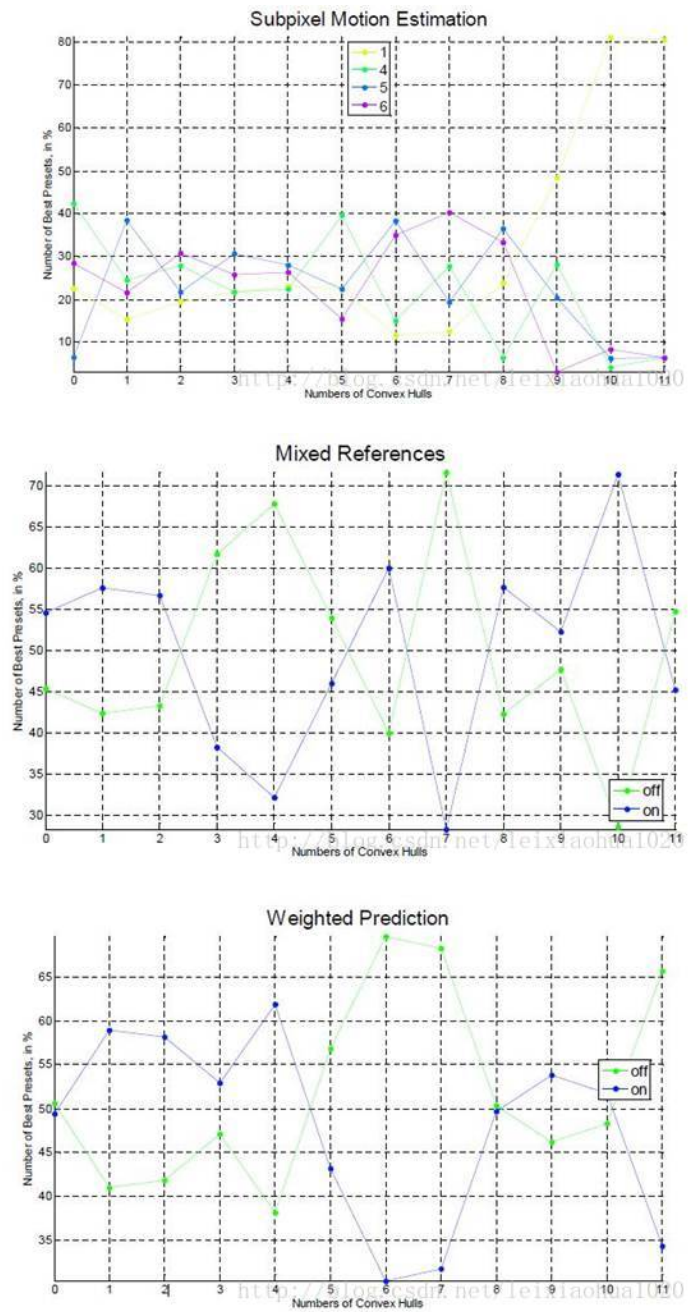 Subpixel Motion Estimation
Number of Best Presets, in %
80
70
60
50
40
30
20
10
1
4
5
6
0 1 2 3 4 5 6 7 8 9 10 11
Numbers of Convex Hulls
http://blog.csdn.net/leixiaohua1020
Mixed References
Number of Best Presets, in %
70
65
60
55
50
45
40
35
30
off
on
0 1 2 3 4 5 6 7 8 9 10 11
Numbers of Convex Hulls
http://blog.csdn.net/leixiaohua1020
Weighted Prediction
Number of Best Presets, in %
65
60
55
50
45
40
35
off
on
0 1 2 3 4 5 6 7 8 9 10 11
Numbers of Convex Hulls
http://blog.csdn.net/leixiaohua1020